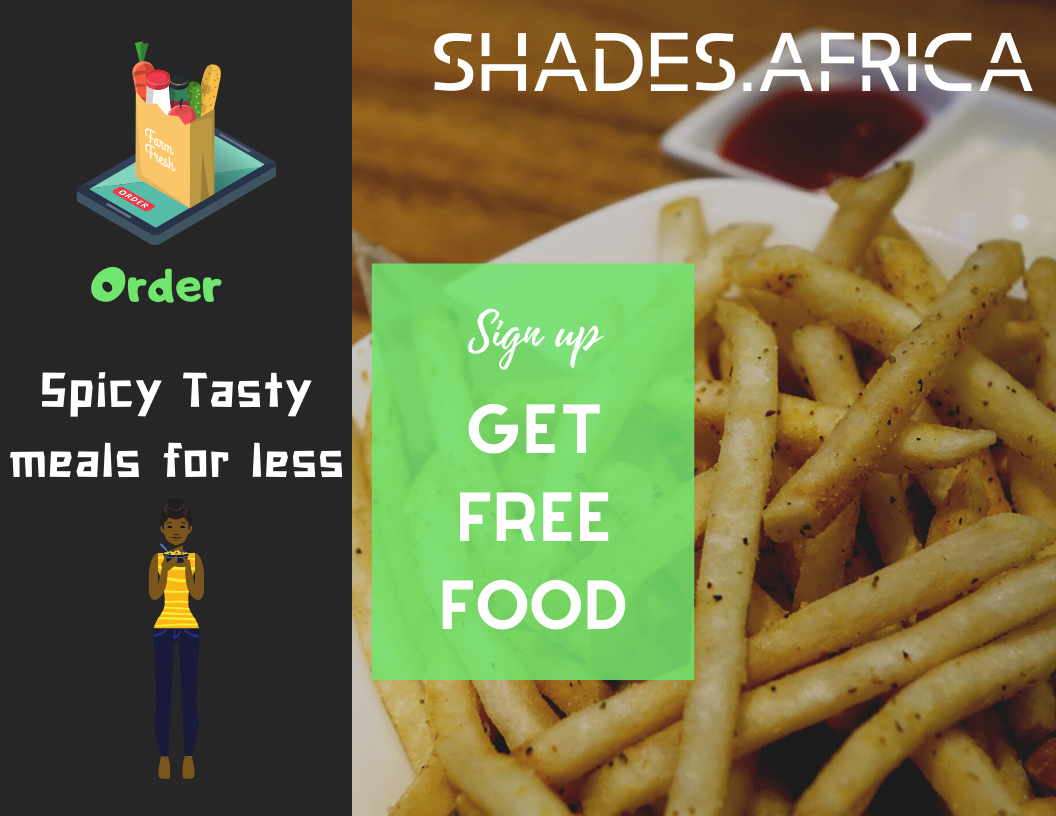 SHADES.AFRICA
Farm
Fresh
ORDER
Order
Spicy Tasty
meals for less
Sign up
GET
FREE
FOOD